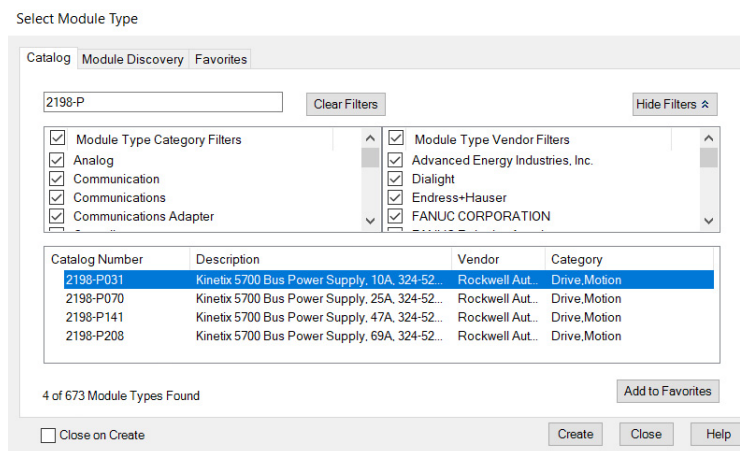 Select Module Type
Catalog Module Discovery Favorites
2198-P Clear Filters Hide Filters
Module Type Category Filters Module Type Vendor Filters
Analog Advanced Energy Industries, Inc.
Communication Dialight
Communications Endress+Hauser
Communications Adapter FANUC CORPORATION
Catalog Number Description Vendor Category
2198-P031 Kinetix 5700 Bus Power Supply, 10A, 324-52... Rockwell Aut... Drive,Motion
2198-P070 Kinetix 5700 Bus Power Supply, 25A, 324-52... Rockwell Aut... Drive,Motion
2198-P141 Kinetix 5700 Bus Power Supply, 47A, 324-52... Rockwell Aut... Drive,Motion
2198-P208 Kinetix 5700 Bus Power Supply, 69A, 324-52... Rockwell Aut... Drive,Motion
4 of 673 Module Types Found Add to Favorites
Close on Create Create Close Help